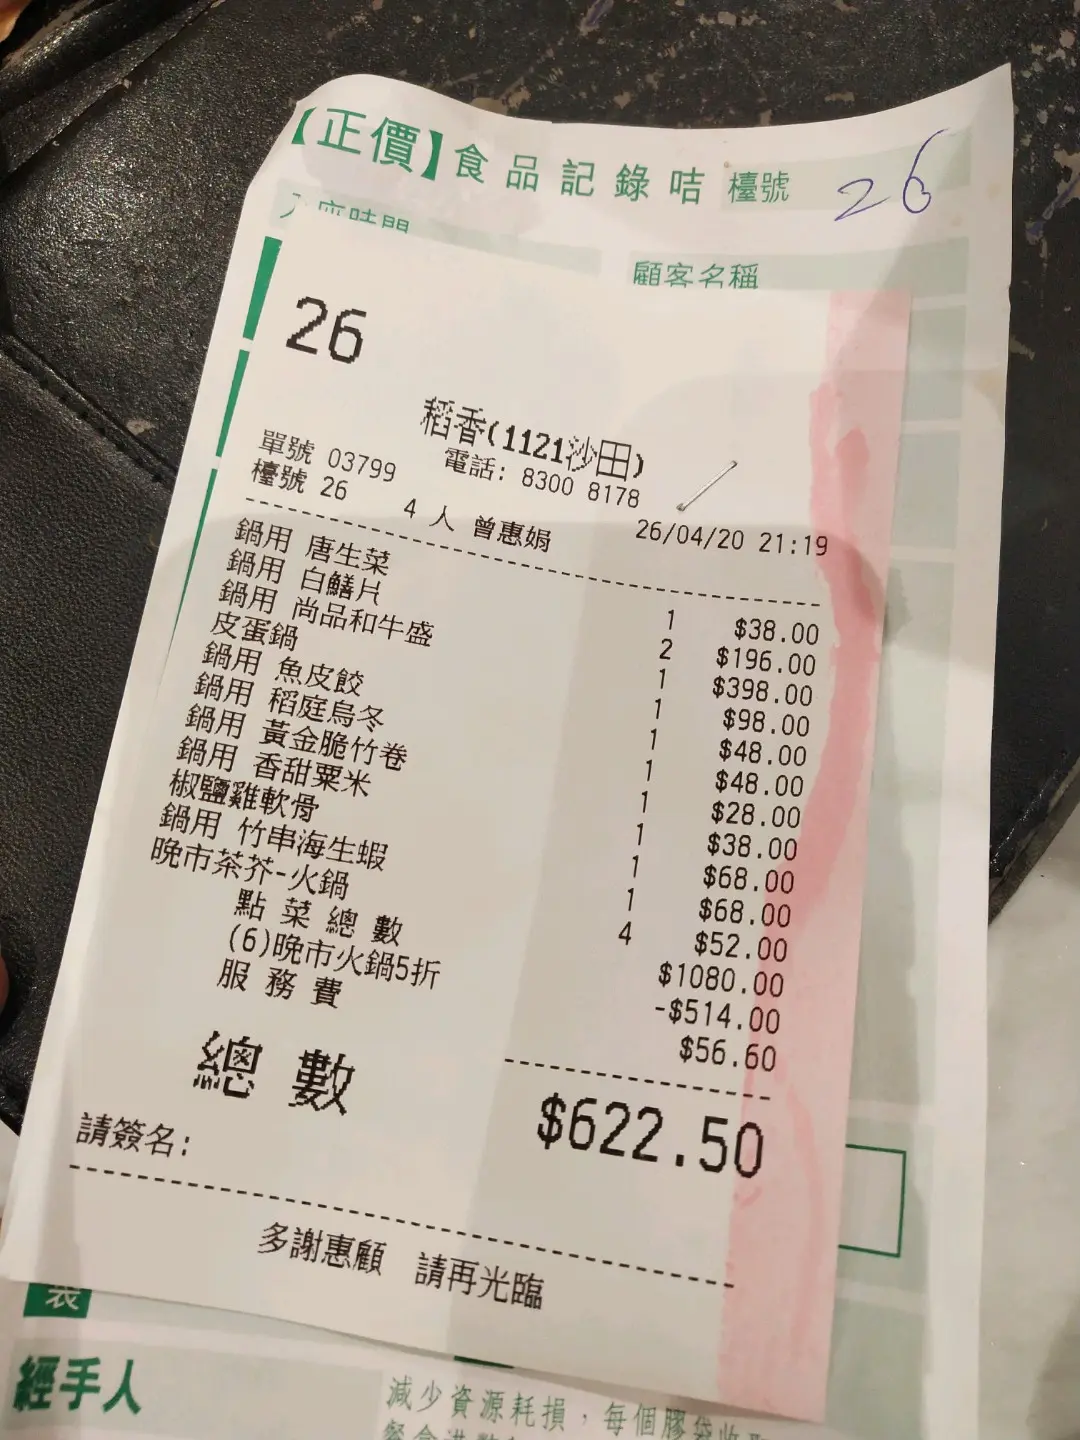 【正價】食品記錄咭 檯號 26
顧客名稱
26
稻香(1121沙田)
電話: 8300 8178
單號 03799
檯號 26 4 人 曾惠娟 26/04/20 21:19
鍋用 唐生菜 1 $38.00
鍋用 白鱔片 2 $196.00
鍋用 尚品和牛盛 1 $398.00
皮蛋鍋 1 $98.00
鍋用 魚皮餃 1 $48.00
鍋用 稻庭烏冬 1 $48.00
鍋用 黃金脆竹卷 1 $28.00
鍋用 香甜粟米 1 $38.00
椒鹽雞軟骨 1 $68.00
鍋用 竹串海生蝦 1 $68.00
晚市茶芥-火鍋 4 $52.00
點菜總數 $1080.00
(6)晚市火鍋5折 -$514.00
服務費 $56.60
總數 $622.50
請簽名:
多謝惠顧 請再光臨
裝
經手人
減少資源耗損，每個膠袋收